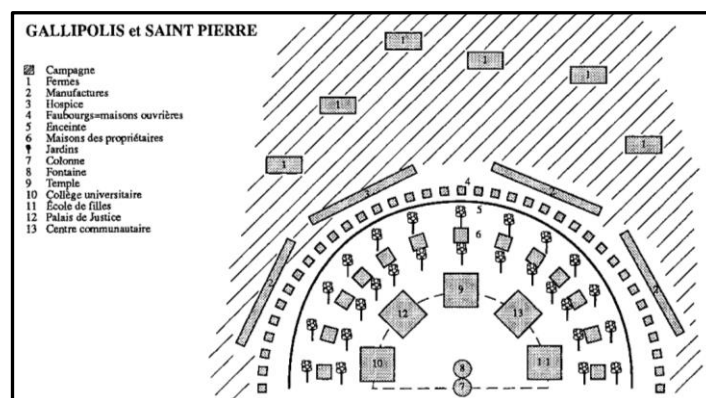 GALLIPOLIS et SAINT PIERRE
Campagne
1 Fermes
2 Manufactures
3 Hospice
4 Faubourgs=maisons ouvrières
5 Enceinte
6 Maisons des propriétaires
Jardins
7 Colonne
8 Fontaine
9 Temple
10 Collège universitaire
11 École de filles
12 Palais de Justice
13 Centre communautaire
1
1
1
1
1
1
4
2
5
6
2
9
12
13
10
11
8
7